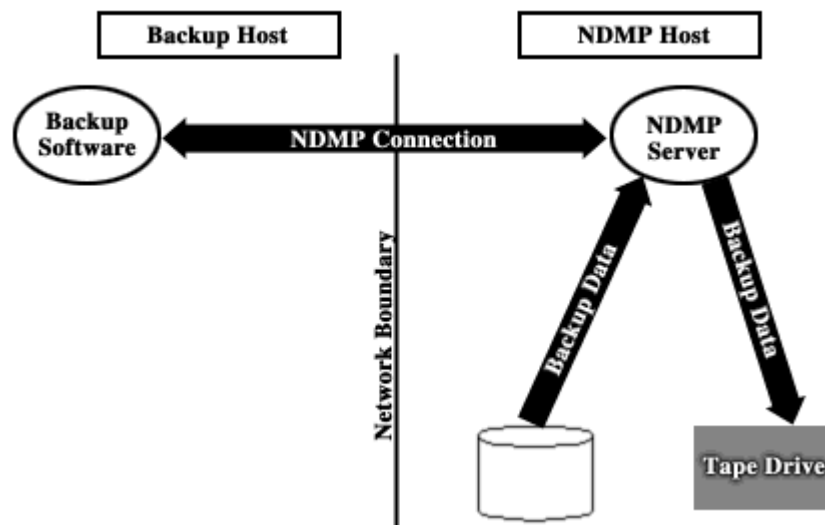 Backup Host
NDMP Host
Backup
Software
NDMP Connection
NDMP
Server
Network Boundary
Backup Data
Backup Data
Tape Drive